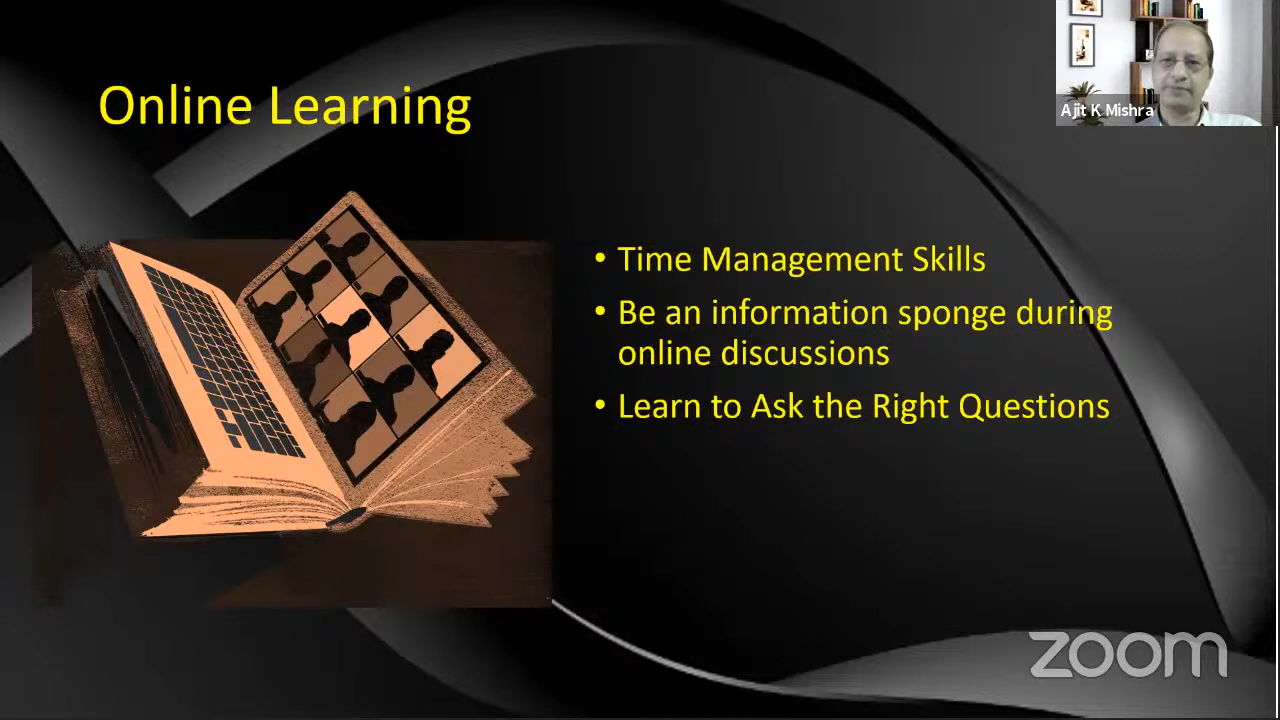 Online Learning
Ajit K Mishra
• Time Management Skills
• Be an information sponge during
online discussions
• Learn to Ask the Right Questions
zoom